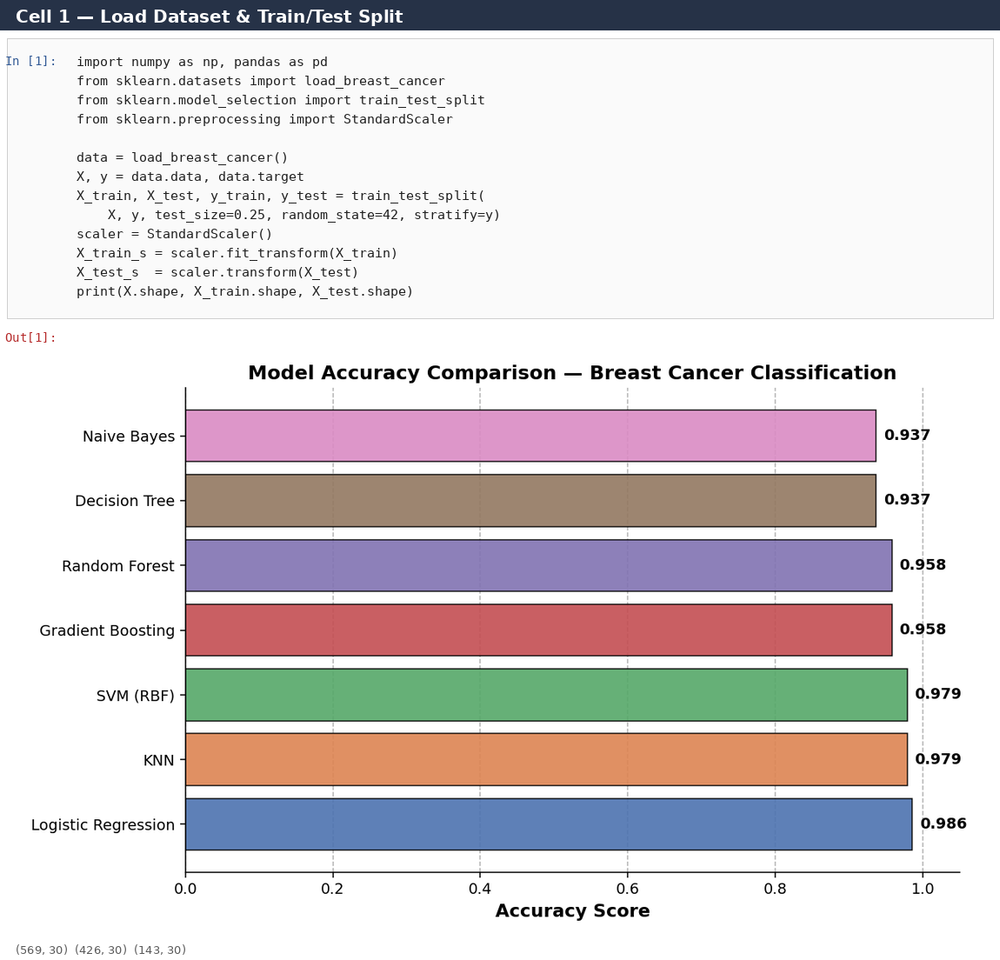 Cell 1 — Load Dataset & Train/Test Split
In [1]:
import numpy as np, pandas as pd
from sklearn.datasets import load_breast_cancer
from sklearn.model_selection import train_test_split
from sklearn.preprocessing import StandardScaler
data = load_breast_cancer()
X, y = data.data, data.target
X_train, X_test, y_train, y_test = train_test_split(
    X, y, test_size=0.25, random_state=42, stratify=y)
scaler = StandardScaler()
X_train_s = scaler.fit_transform(X_train)
X_test_s  = scaler.transform(X_test)
print(X.shape, X_train.shape, X_test.shape)
Out[1]:
Model Accuracy Comparison — Breast Cancer Classification
Naive Bayes 0.937
Decision Tree 0.937
Random Forest 0.958
Gradient Boosting 0.958
SVM (RBF) 0.979
KNN 0.979
Logistic Regression 0.986
0.0 0.2 0.4 0.6 0.8 1.0
Accuracy Score
(569, 30)  (426, 30)  (143, 30)